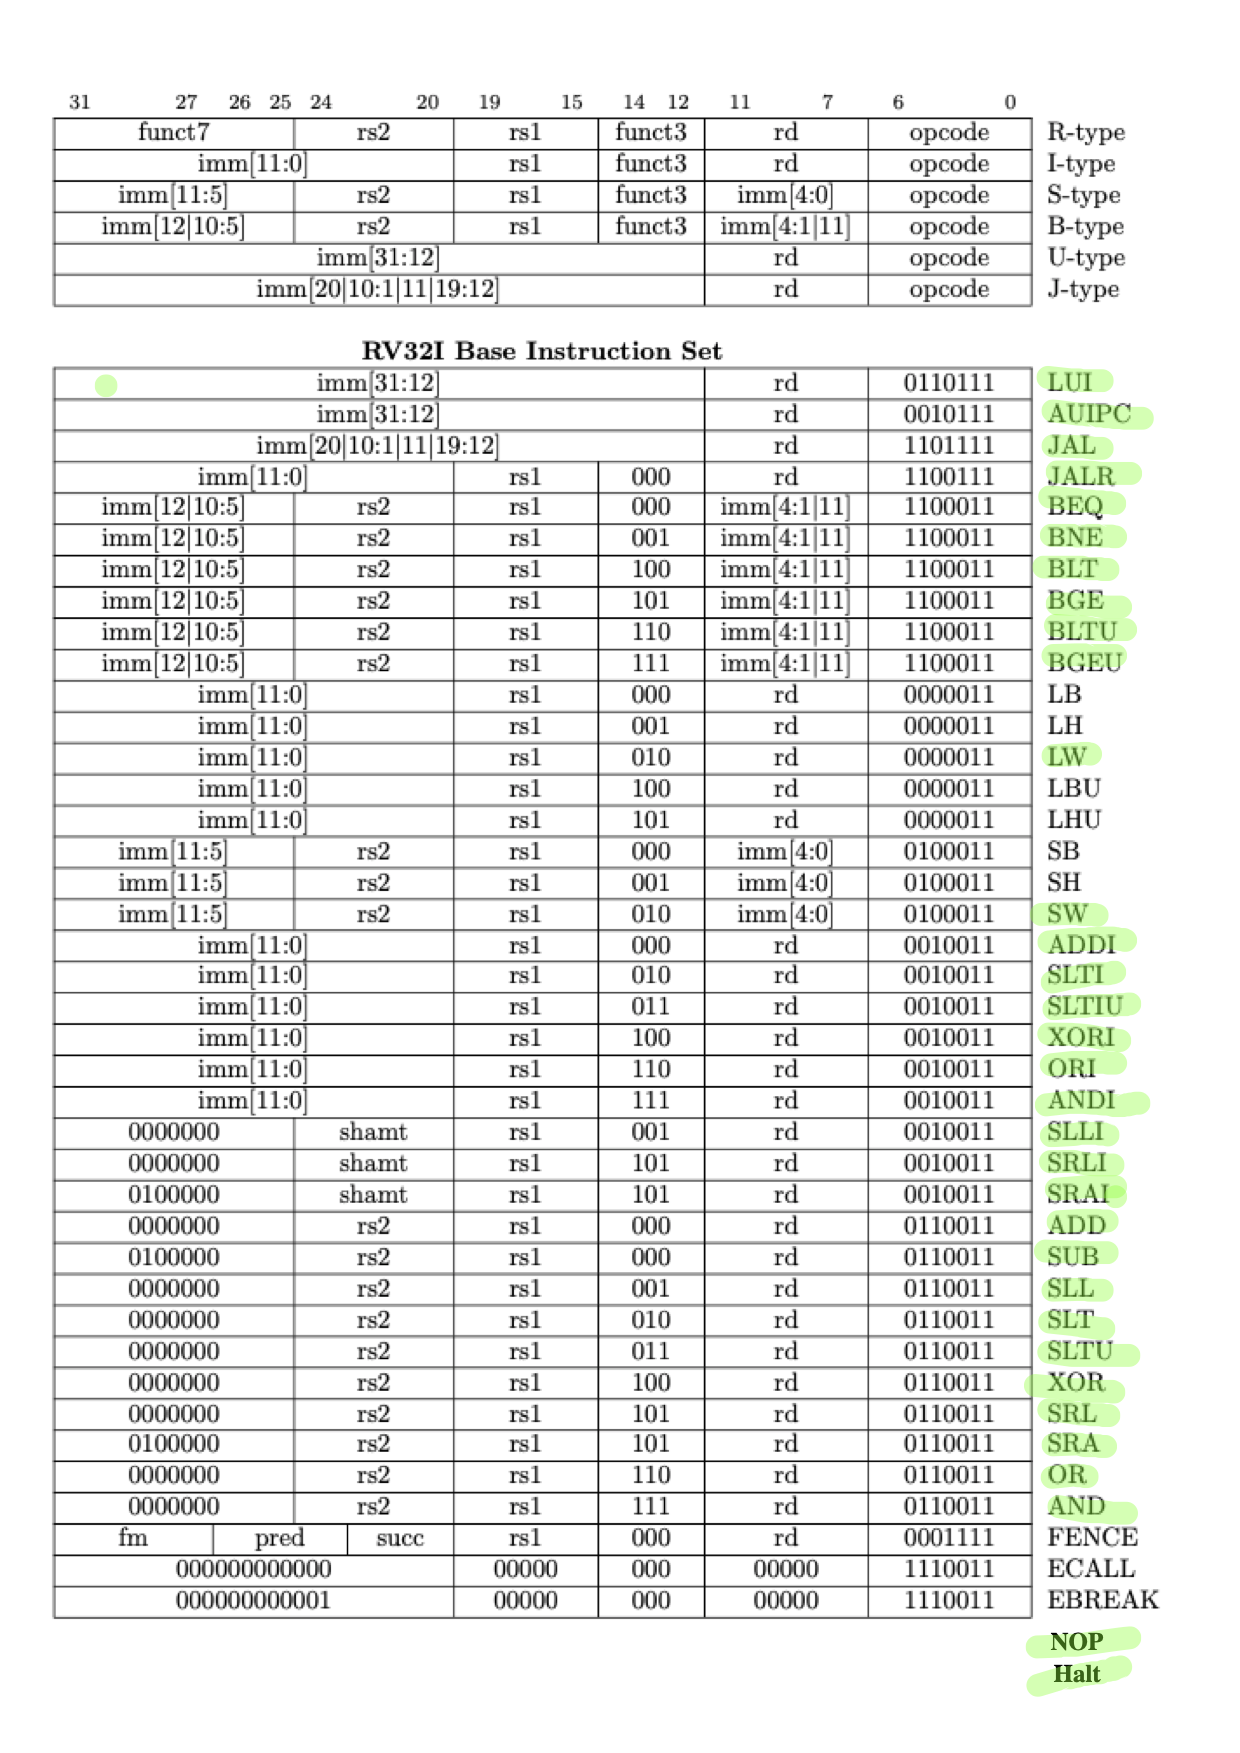 31 27 26 25 24 20 19 15 14 12 11 7 6 0
funct7 rs2 rs1 funct3 rd opcode R-type
imm[11:0] rs1 funct3 rd opcode I-type
imm[11:5] rs2 rs1 funct3 imm[4:0] opcode S-type
imm[12|10:5] rs2 rs1 funct3 imm[4:1|11] opcode B-type
imm[31:12] rd opcode U-type
imm[20|10:1|11|19:12] rd opcode J-type
RV32I Base Instruction Set
imm[31:12] rd 0110111 LUI
imm[31:12] rd 0010111 AUIPC
imm[20|10:1|11|19:12] rd 1101111 JAL
imm[11:0] rs1 000 rd 1100111 JALR
imm[12|10:5] rs2 rs1 000 imm[4:1|11] 1100011 BEQ
imm[12|10:5] rs2 rs1 001 imm[4:1|11] 1100011 BNE
imm[12|10:5] rs2 rs1 100 imm[4:1|11] 1100011 BLT
imm[12|10:5] rs2 rs1 101 imm[4:1|11] 1100011 BGE
imm[12|10:5] rs2 rs1 110 imm[4:1|11] 1100011 BLTU
imm[12|10:5] rs2 rs1 111 imm[4:1|11] 1100011 BGEU
imm[11:0] rs1 000 rd 0000011 LB
imm[11:0] rs1 001 rd 0000011 LH
imm[11:0] rs1 010 rd 0000011 LW
imm[11:0] rs1 100 rd 0000011 LBU
imm[11:0] rs1 101 rd 0000011 LHU
imm[11:5] rs2 rs1 000 imm[4:0] 0100011 SB
imm[11:5] rs2 rs1 001 imm[4:0] 0100011 SH
imm[11:5] rs2 rs1 010 imm[4:0] 0100011 SW
imm[11:0] rs1 000 rd 0010011 ADDI
imm[11:0] rs1 010 rd 0010011 SLTI
imm[11:0] rs1 011 rd 0010011 SLTIU
imm[11:0] rs1 100 rd 0010011 XORI
imm[11:0] rs1 110 rd 0010011 ORI
imm[11:0] rs1 111 rd 0010011 ANDI
0000000 shamt rs1 001 rd 0010011 SLLI
0000000 shamt rs1 101 rd 0010011 SRLI
0100000 shamt rs1 101 rd 0010011 SRAI
0000000 rs2 rs1 000 rd 0110011 ADD
0100000 rs2 rs1 000 rd 0110011 SUB
0000000 rs2 rs1 001 rd 0110011 SLL
0000000 rs2 rs1 010 rd 0110011 SLT
0000000 rs2 rs1 011 rd 0110011 SLTU
0000000 rs2 rs1 100 rd 0110011 XOR
0000000 rs2 rs1 101 rd 0110011 SRL
0100000 rs2 rs1 101 rd 0110011 SRA
0000000 rs2 rs1 110 rd 0110011 OR
0000000 rs2 rs1 111 rd 0110011 AND
fm pred succ rs1 000 rd 0001111 FENCE
000000000000 00000 000 00000 1110011 ECALL
000000000001 00000 000 00000 1110011 EBREAK
NOP
Halt